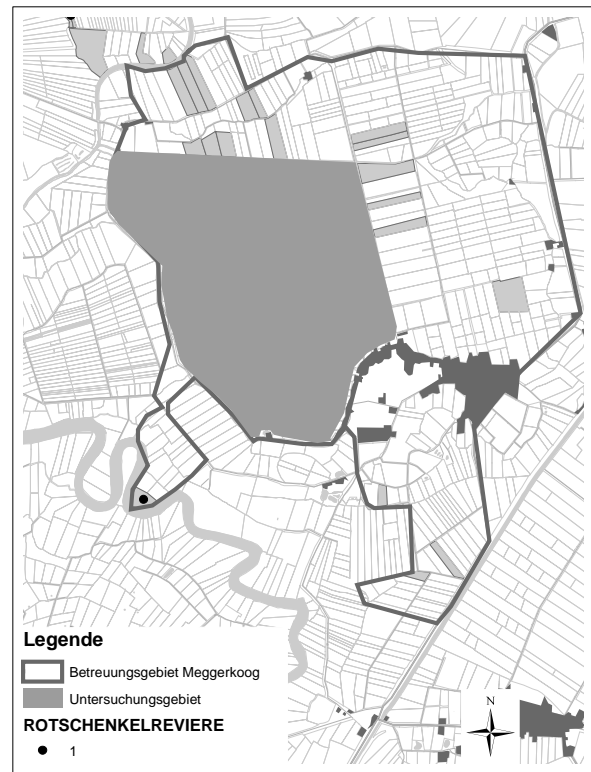 N
Legende
Betreuungsgebiet Meggerkoog
Untersuchungsgebiet
ROTSCHENKELREVIERE
1